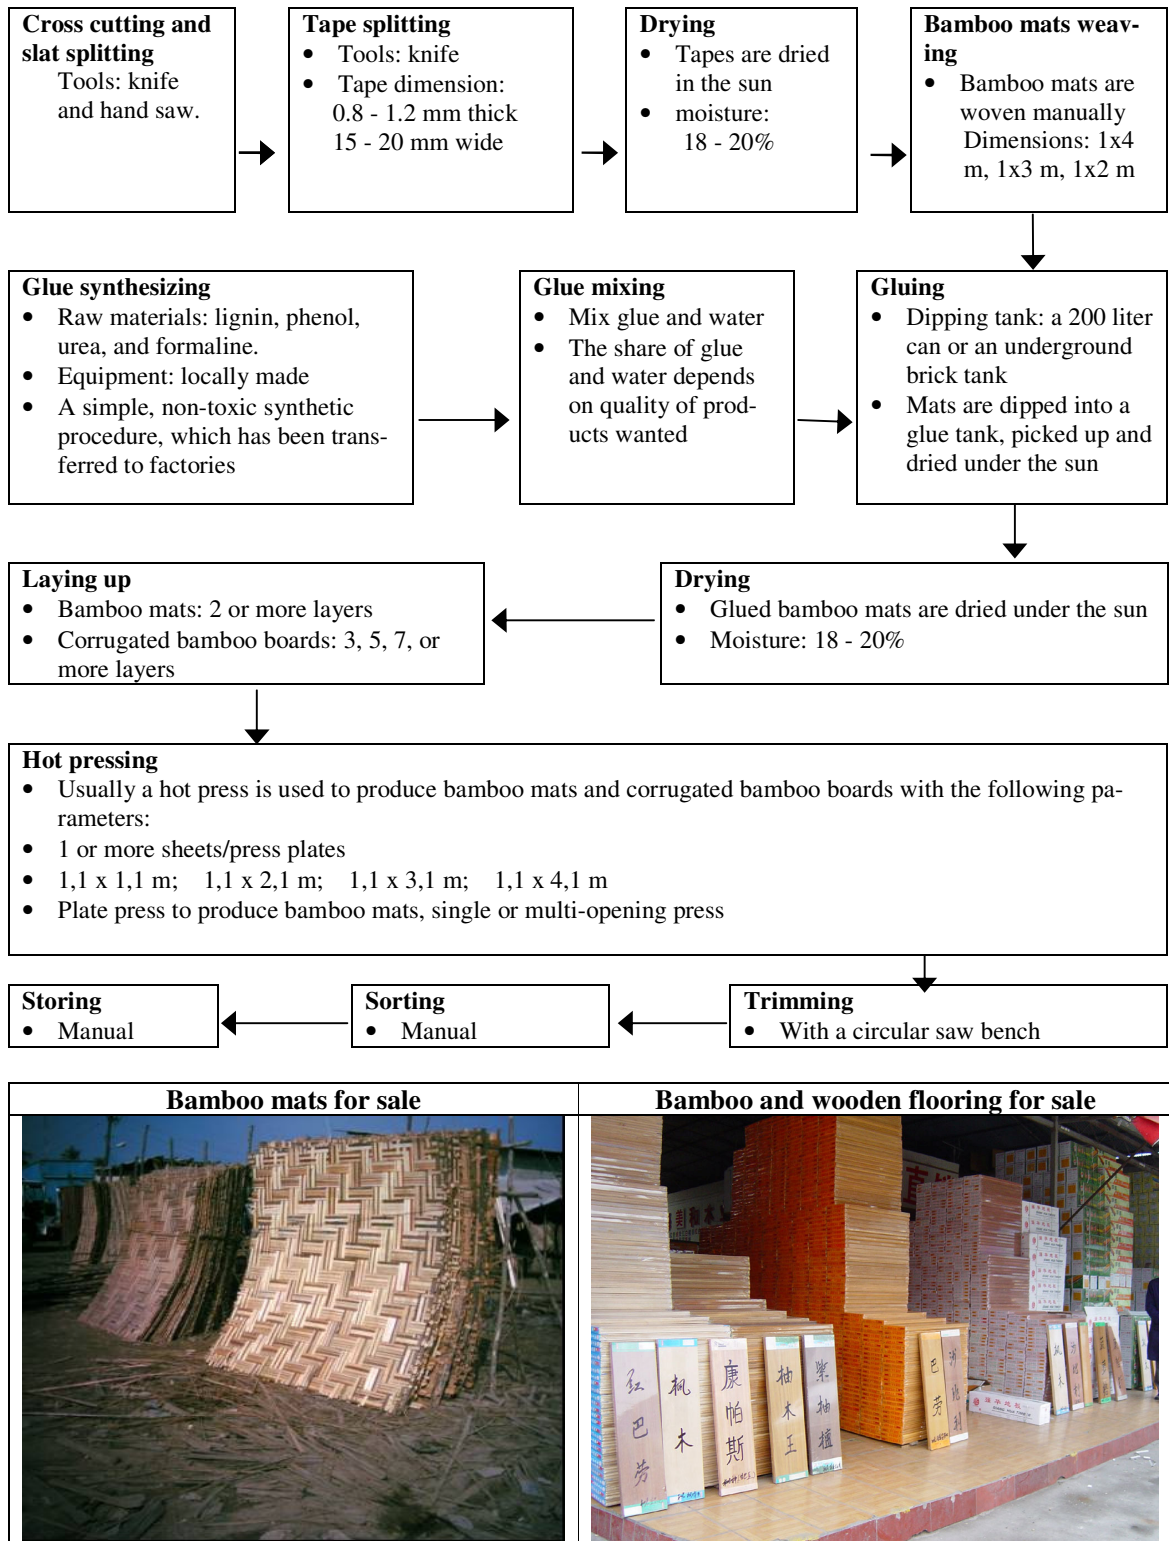 Cross cutting and
slat splitting
Tools: knife
and hand saw.
Tape splitting
• Tools: knife
• Tape dimension:
0.8 - 1.2 mm thick
15 - 20 mm wide
Drying
• Tapes are dried
in the sun
• moisture:
18 - 20%
Bamboo mats weav-
ing
• Bamboo mats are
woven manually
Dimensions: 1x4
m, 1x3 m, 1x2 m
Glue synthesizing
• Raw materials: lignin, phenol,
urea, and formaline.
• Equipment: locally made
• A simple, non-toxic synthetic
procedure, which has been trans-
ferred to factories
Glue mixing
• Mix glue and water
• The share of glue
and water depends
on quality of prod-
ucts wanted
Gluing
• Dipping tank: a 200 liter
can or an underground
brick tank
• Mats are dipped into a
glue tank, picked up and
dried under the sun
Laying up
• Bamboo mats: 2 or more layers
• Corrugated bamboo boards: 3, 5, 7, or
more layers
Drying
• Glued bamboo mats are dried under the sun
• Moisture: 18 - 20%
Hot pressing
• Usually a hot press is used to produce bamboo mats and corrugated bamboo boards with the following pa-
rameters:
• 1 or more sheets/press plates
• 1,1 x 1,1 m; 1,1 x 2,1 m; 1,1 x 3,1 m; 1,1 x 4,1 m
• Plate press to produce bamboo mats, single or multi-opening press
Storing
• Manual
Sorting
• Manual
Trimming
• With a circular saw bench
Bamboo mats for sale
Bamboo and wooden flooring for sale
红巴劳
枫木
康帕斯
柚木王
紫柚檀
巴劳
枫木